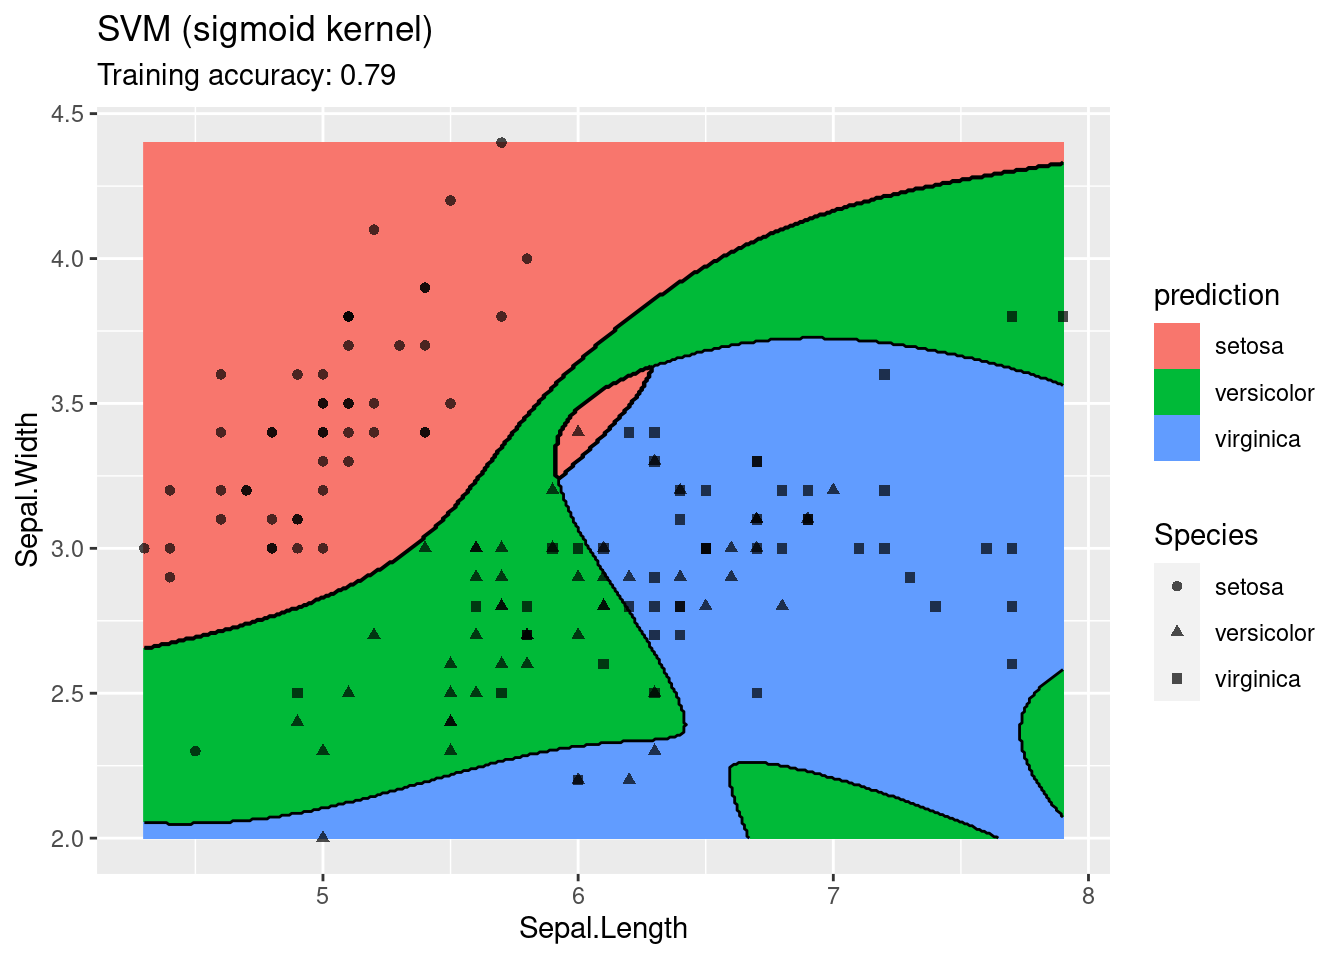 SVM (sigmoid kernel)
Training accuracy: 0.79
4.5
4.0
3.5
3.0
2.5
2.0
Sepal.Width
5
6
7
8
Sepal.Length
prediction
setosa
versicolor
virginica
Species
setosa
versicolor
virginica